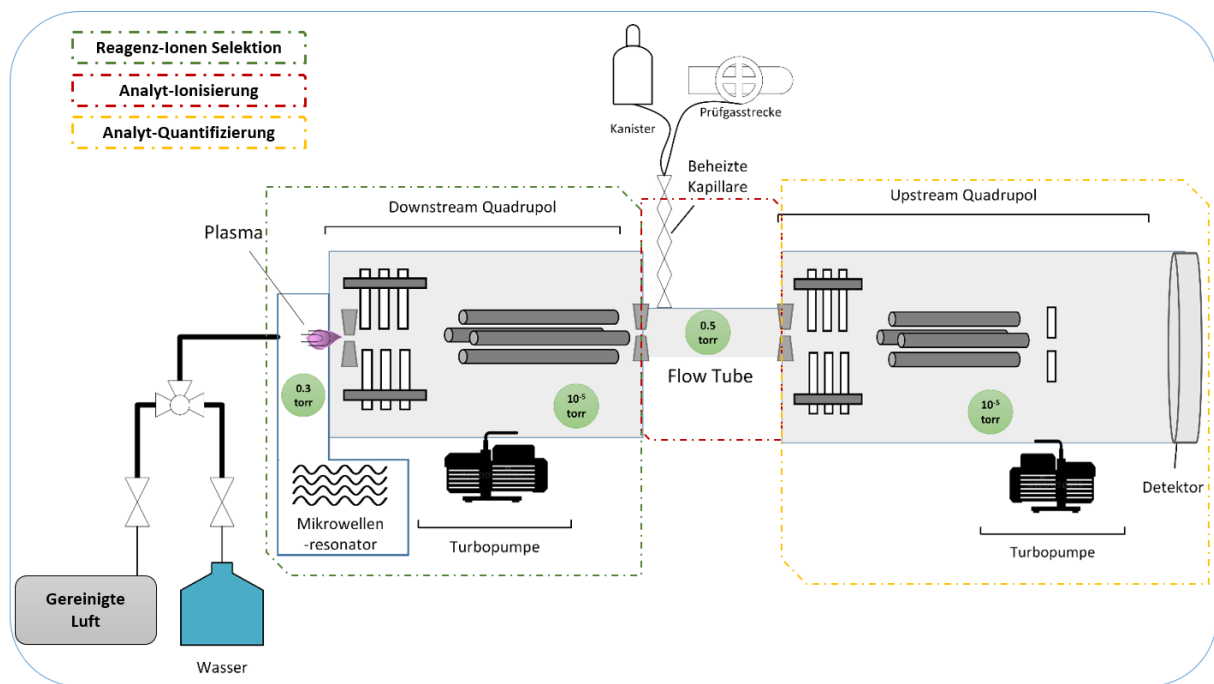 Reagenz-Ionen Selektion
Analyt-Ionisierung
Analyt-Quantifizierung
Kanister
Prüfgasstrecke
Beheizte
Kapillare
Downstream Quadrupol
Upstream Quadrupol
Plasma
0.3
torr
10-5
torr
0.5
torr
Flow Tube
10-5
torr
Detektor
Mikrowellen
-resonator
Turbopumpe
Turbopumpe
Gereinigte
Luft
Wasser